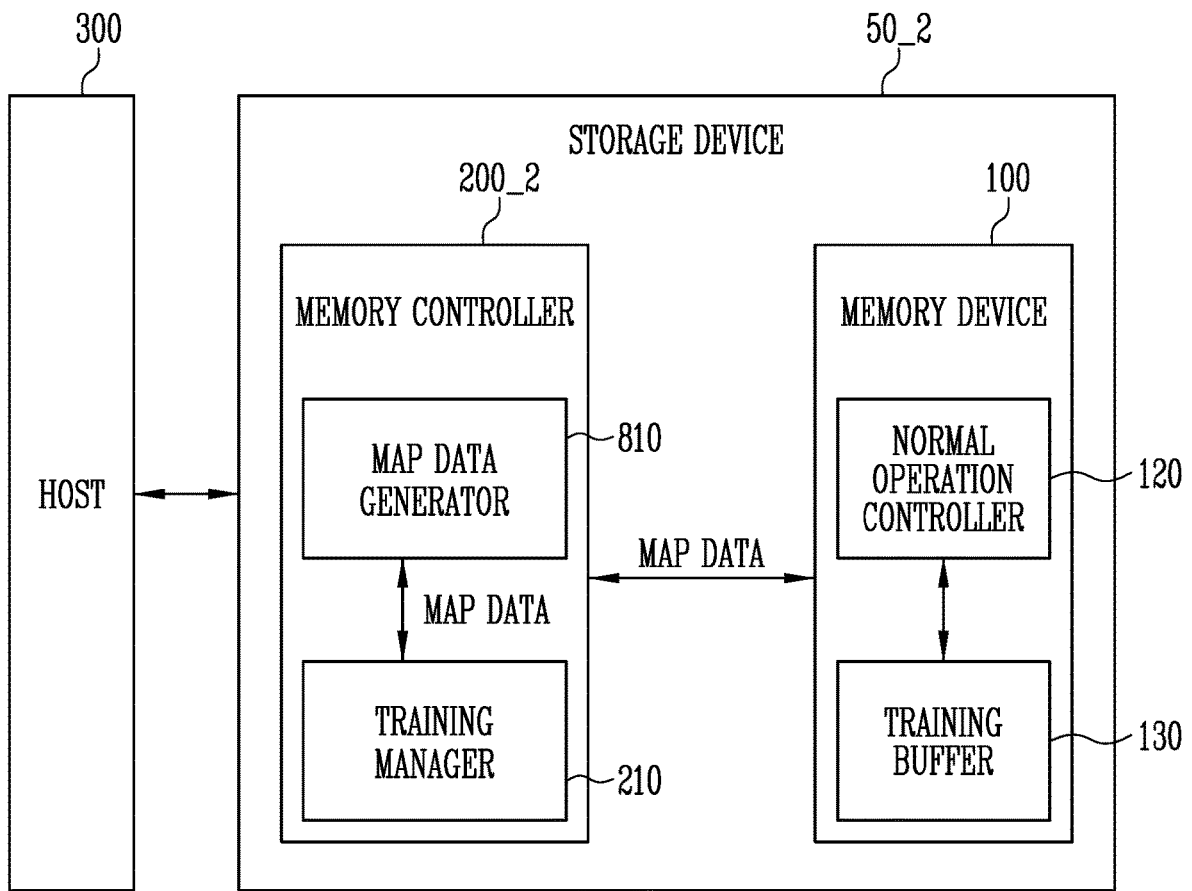 300
50_2
STORAGE DEVICE
200_2
100
MEMORY CONTROLLER
MEMORY DEVICE
MAP DATA
GENERATOR
810
NORMAL
OPERATION
CONTROLLER
120
HOST
MAP DATA
MAP DATA
TRAINING
MANAGER
210
TRAINING
BUFFER
130